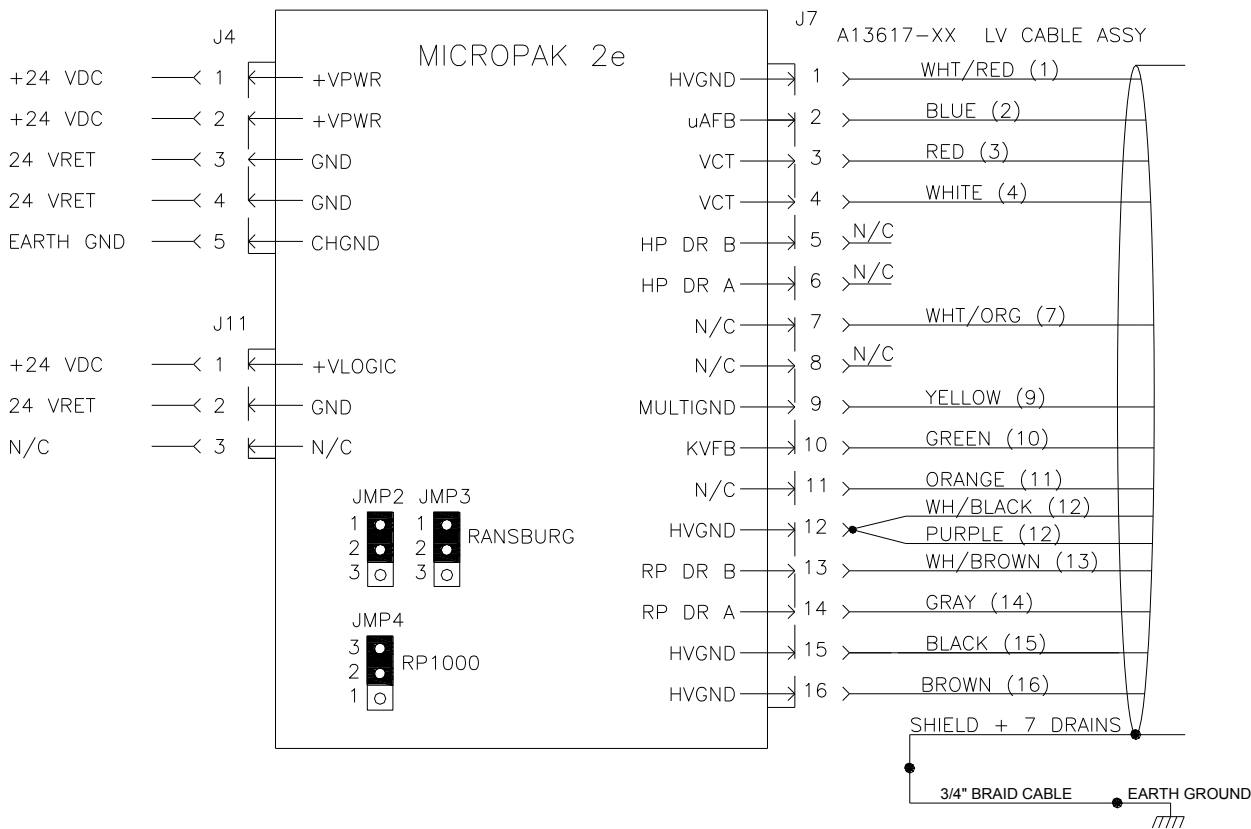 J4
MICROPAK 2e
J7
A13617-XX LV CABLE ASSY
+24 VDC 1 +VPWR
+24 VDC 2 +VPWR
24 VRET 3 GND
24 VRET 4 GND
EARTH GND 5 CHGND
J11
+24 VDC 1 +VLOGIC
24 VRET 2 GND
N/C 3 N/C
HVGND 1 WHT/RED (1)
uAFB 2 BLUE (2)
VCT 3 RED (3)
VCT 4 WHITE (4)
HP DR B 5 N/C
HP DR A 6 N/C
N/C 7 WHT/ORG (7)
N/C 8 N/C
MULTIGND 9 YELLOW (9)
KVFB 10 GREEN (10)
N/C 11 ORANGE (11)
HVGND 12 WH/BLACK (12)
PURPLE (12)
RP DR B 13 WH/BROWN (13)
RP DR A 14 GRAY (14)
HVGND 15 BLACK (15)
HVGND 16 BROWN (16)
JMP2 JMP3
1 1
2 2 RANSBURG
3 3
JMP4
3
2 RP1000
1
SHIELD + 7 DRAINS
3/4" BRAID CABLE EARTH GROUND